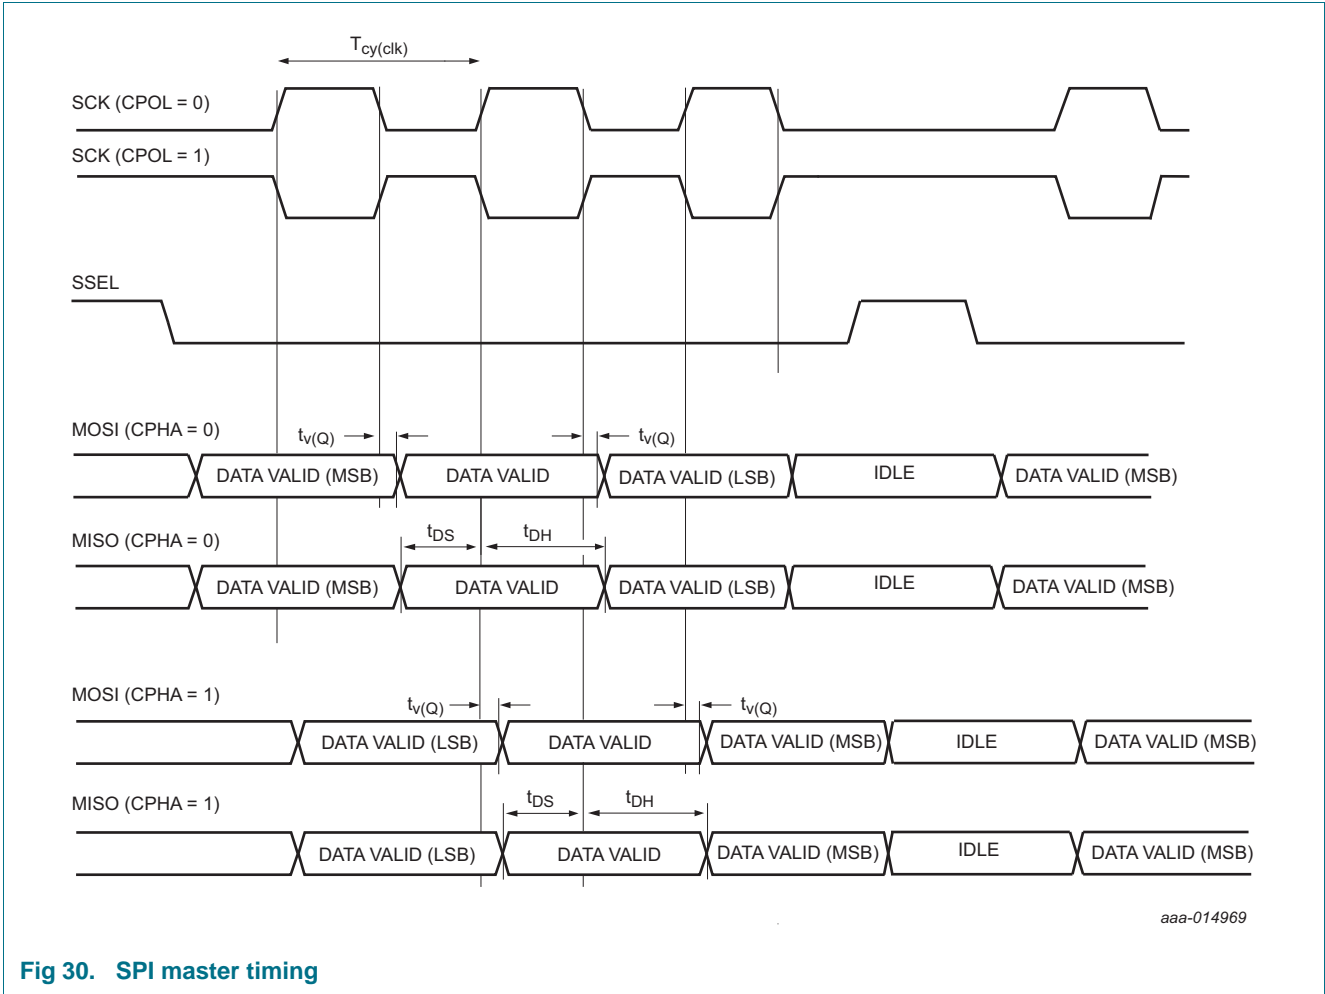 Tcy(clk)
SCK (CPOL = 0)
SCK (CPOL = 1)
SSEL
MOSI (CPHA = 0)
tv(Q) tv(Q)
DATA VALID (MSB) DATA VALID DATA VALID (LSB) IDLE DATA VALID (MSB)
MISO (CPHA = 0)
tDS tDH
DATA VALID (MSB) DATA VALID DATA VALID (LSB) IDLE DATA VALID (MSB)
MOSI (CPHA = 1)
tv(Q) tv(Q)
DATA VALID (LSB) DATA VALID DATA VALID (MSB) IDLE DATA VALID (MSB)
MISO (CPHA = 1)
tDS tDH
DATA VALID (LSB) DATA VALID DATA VALID (MSB) IDLE DATA VALID (MSB)
aaa-014969
Fig 30. SPI master timing